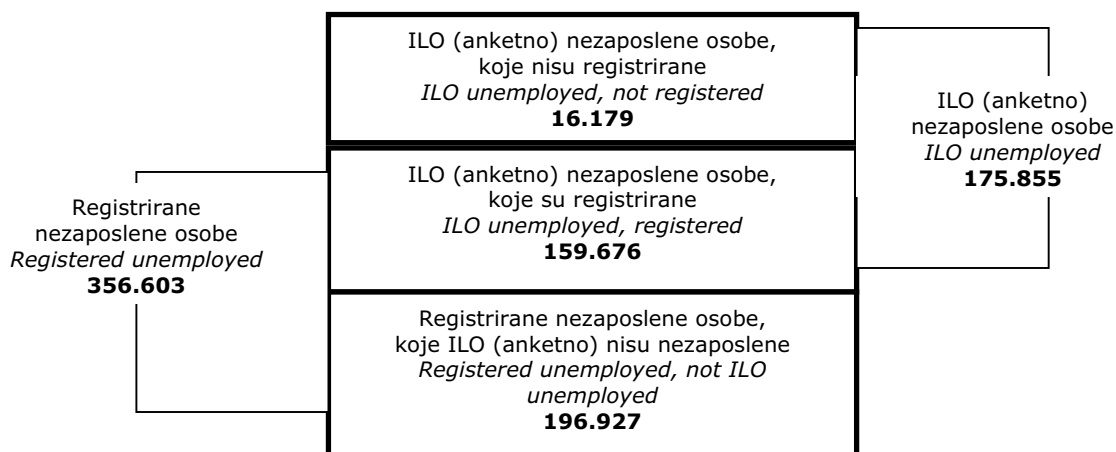 ILO (anketno) nezaposlene osobe,
koje nisu registrirane
ILO unemployed, not registered
16.179
ILO (anketno)
nezaposlene osobe
ILO unemployed
175.855
ILO (anketno) nezaposlene osobe,
koje su registrirane
ILO unemployed, registered
159.676
Registrirane
nezaposlene osobe
Registered unemployed
356.603
Registrirane nezaposlene osobe,
koje ILO (anketno) nisu nezaposlene
Registered unemployed, not ILO
unemployed
196.927